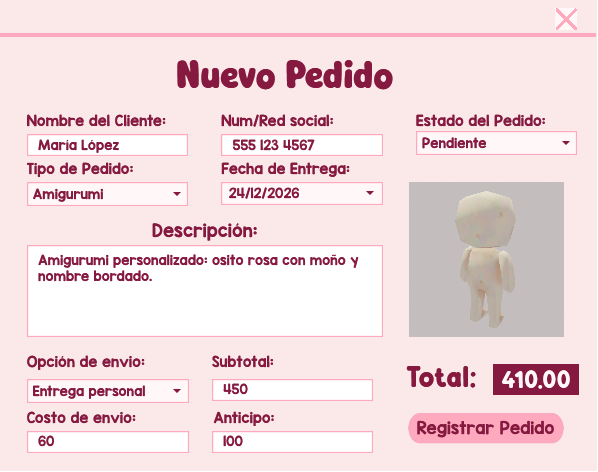 Nuevo Pedido
Nombre del Cliente:
María López
Num/Red social:
555 123 4567
Estado del Pedido:
Pendiente
Tipo de Pedido:
Amigurumi
Fecha de Entrega:
24/12/2026
Descripción:
Amigurumi personalizado: osito rosa con moño y
nombre bordado.
Opción de envio:
Entrega personal
Subtotal:
450
Costo de envio:
60
Anticipo:
100
Total:
410.00
Registrar Pedido